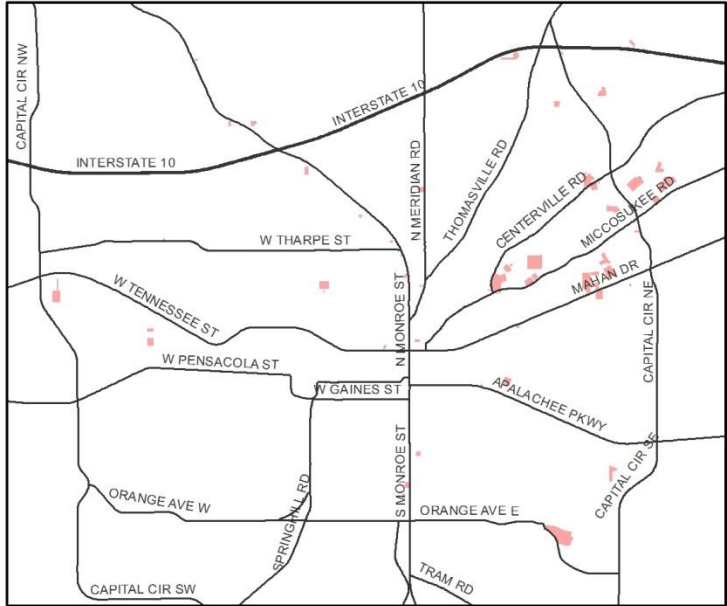 CAPITAL CIR NW
INTERSTATE 10
INTERSTATE 10
N MERIDIAN RD
THOMASVILLE RD
CENTERVILLE RD
MICCOSUKEE RD
W THARPE ST
MAHAN DR
W TENNESSEE ST
N MONROE ST
CAPITAL CIR NE
W PENSACOLA ST
W GAINES ST
APALACHEE PKWY
S MONROE ST
CAPITAL CIR SE
ORANGE AVE W
SPRINGHILL RD
ORANGE AVE E
CAPITAL CIR SW
TRAM RD